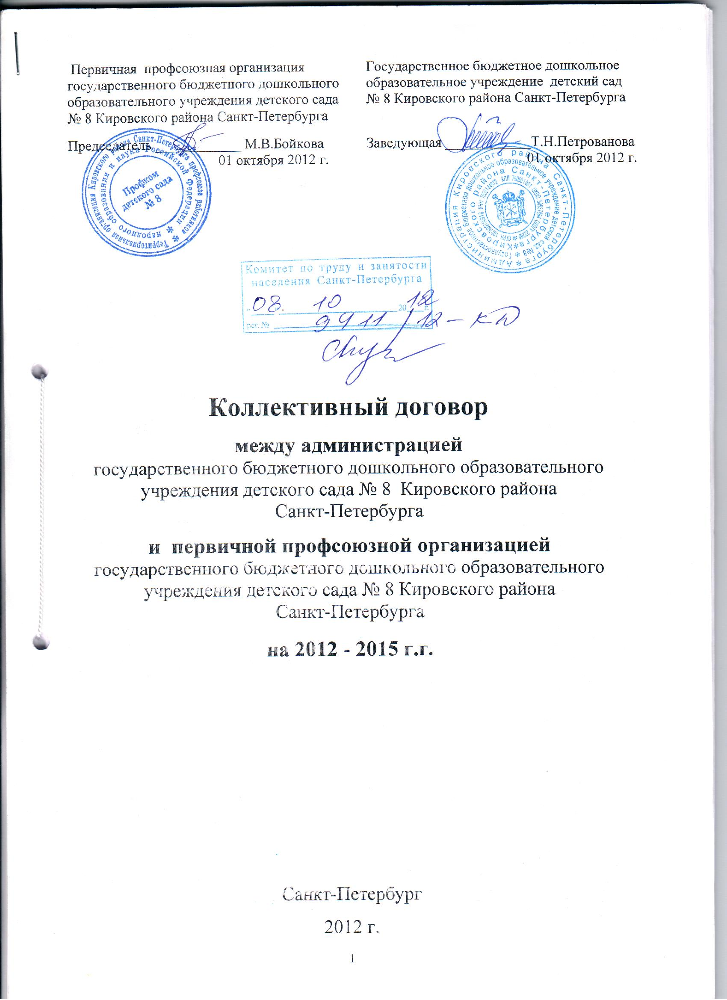 Первичная профсоюзная организация
государственного бюджетного дошкольного
образовательного учреждения детского сада
№ 8 Кировского района Санкт-Петербурга
Председатель ____________ М.В.Бойкова
01 октября 2012 г.
Государственное бюджетное дошкольное
образовательное учреждение детский сад
№ 8 Кировского района Санкт-Петербурга
Заведующая ____________ Т.Н.Петрованова
01 октября 2012 г.
Территориальная организация Кировского района Санкт-Петербурга профсоюза работников
народного образования и науки Российской Федерации
Профком
детского сада
№ 8
Администрация Кировского района Санкт-Петербурга
Государственное бюджетное дошкольное образовательное учреждение детский сад №8
Кировского района Санкт-Петербурга
Комитет по труду и занятости
населения Санкт-Петербурга
„08. 10 2012 г.
рег. № 9411/12-КД
Коллективный договор
между администрацией
государственного бюджетного дошкольного образовательного
учреждения детского сада № 8 Кировского района
Санкт-Петербурга
и первичной профсоюзной организацией
государственного бюджетного дошкольного образовательного
учреждения детского сада № 8 Кировского района
Санкт-Петербурга
на 2012 - 2015 г.г.
Санкт-Петербург
2012 г.
1